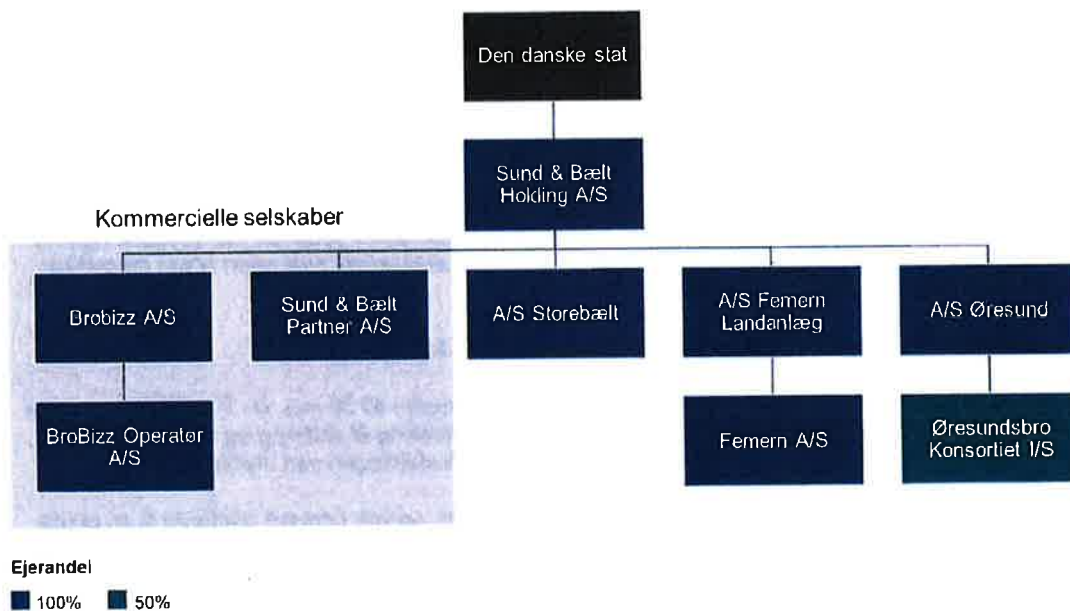 Den danske stat
Sund & Bælt
Holding A/S
Kommercielle selskaber
Brobizz A/S
Sund & Bælt
Partner A/S
A/S Storebælt
A/S Femern
Landanlæg
A/S Øresund
BroBizz Operatør
A/S
Femern A/S
Øresundsbro
Konsortiet I/S
Ejerandel
100%
50%